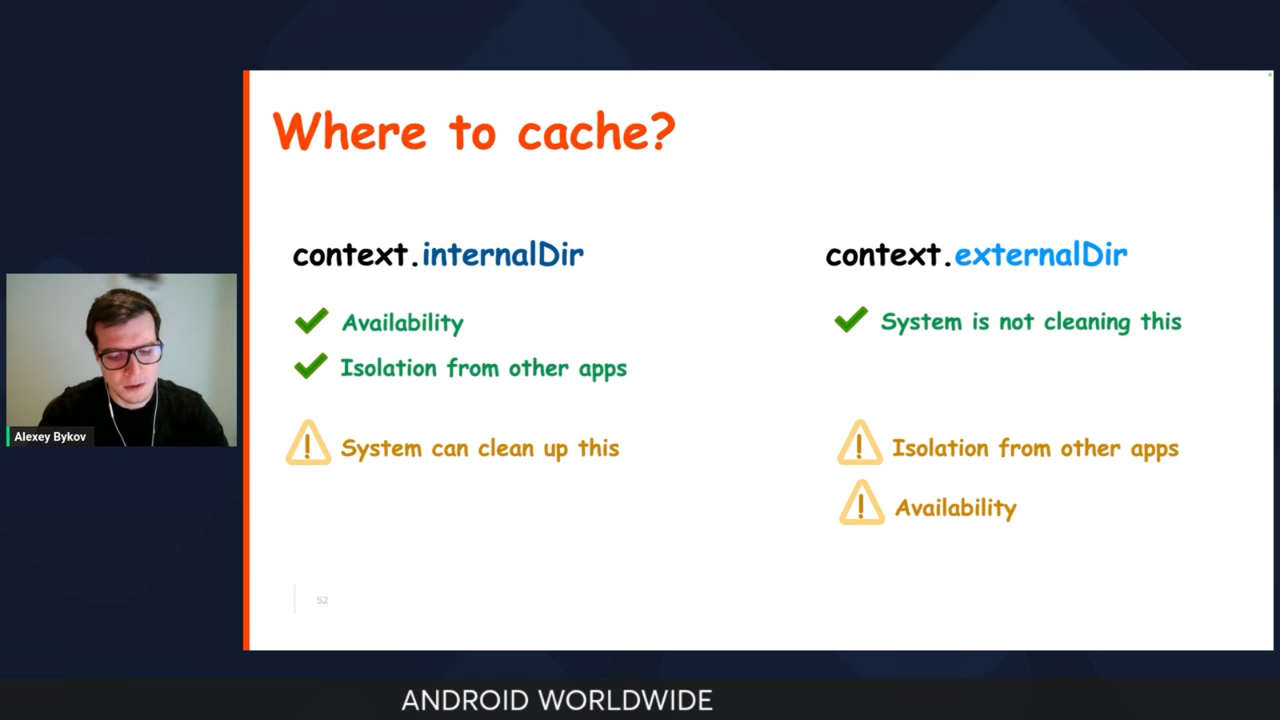 Where to cache?
context.internalDir
Availability
Isolation from other apps
System can clean up this
context.externalDir
System is not cleaning this
Isolation from other apps
Availability
52
Alexey Bykov
ANDROID WORLDWIDE